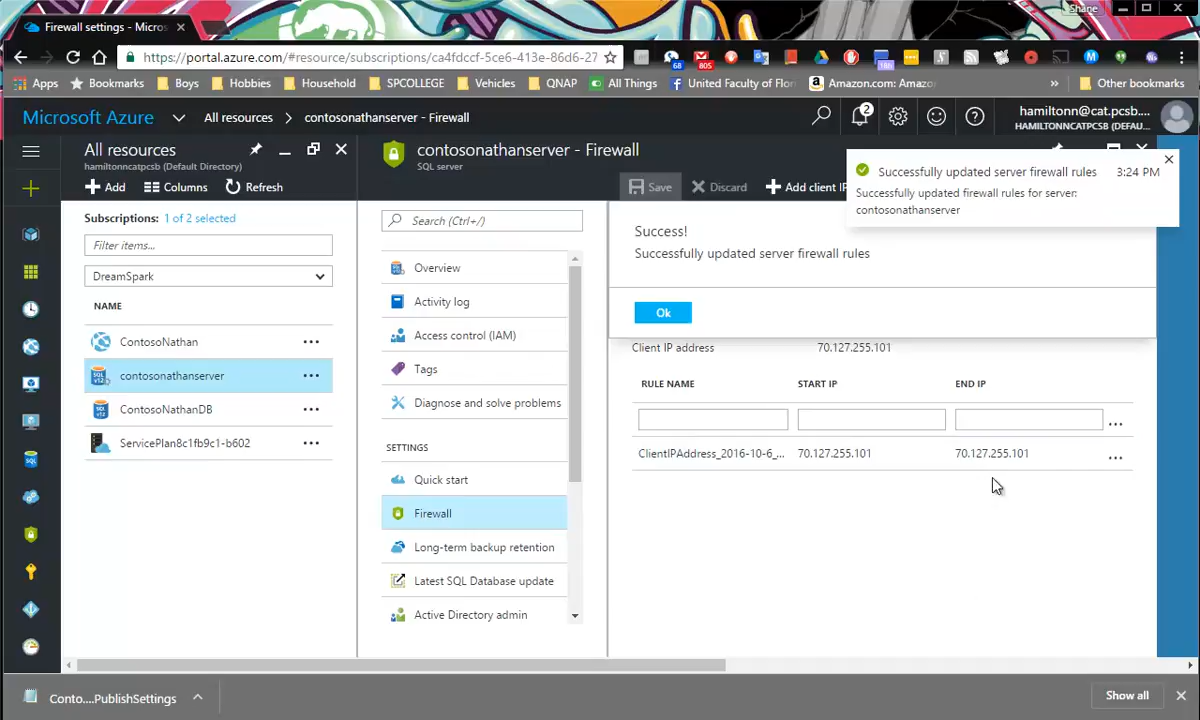 Shane
Firewall settings - Micros
https://portal.azure.com/#resource/subscriptions/ca4fdccf-5ce6-413e-86d6-27
68
805
18h
Apps
Bookmarks
Boys
Hobbies
Household
SPCOLLEGE
Vehicles
QNAP
All Things
United Faculty of Flori
Amazon.com: Amaz
»
Other bookmarks
Microsoft Azure
All resources
contosonathanserver - Firewall
2
hamiltonn@cat.pcsb....
HAMILTONNCATPCSB (DEFAU...
All resources
hamiltonncatpcsb (Default Directory)
Add
Columns
Refresh
Subscriptions: 1 of 2 selected
Filter items...
DreamSpark
NAME
ContosoNathan
contosonathanserver
ContosoNathanDB
ServicePlan8c1fb9c1-b602
contosonathanserver - Firewall
SQL server
Search (Ctrl+/)
Overview
Activity log
Access control (IAM)
Tags
Diagnose and solve problems
SETTINGS
Quick start
Firewall
Long-term backup retention
Latest SQL Database update
Active Directory admin
Save
Discard
Add client IP
Successfully updated server firewall rules 3:24 PM
Successfully updated firewall rules for server:
contosonathanserver
Success!
Successfully updated server firewall rules
Ok
Client IP address 70.127.255.101
RULE NAME START IP END IP
ClientIPAddress_2016-10-6_... 70.127.255.101 70.127.255.101
Conto....PublishSettings
Show all